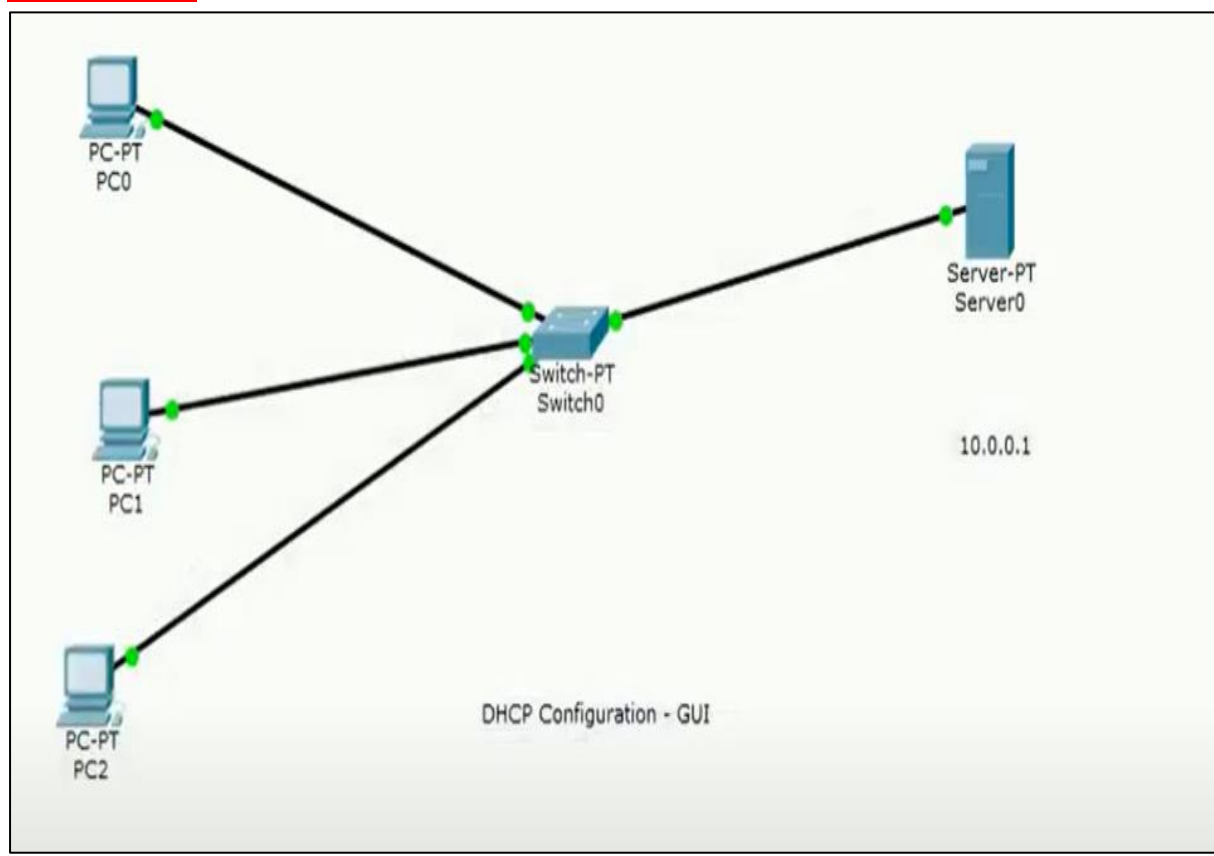 PC-PT
PC0
Server-PT
Server0
Switch-PT
Switch0
10.0.0.1
PC-PT
PC1
DHCP Configuration - GUI
PC-PT
PC2